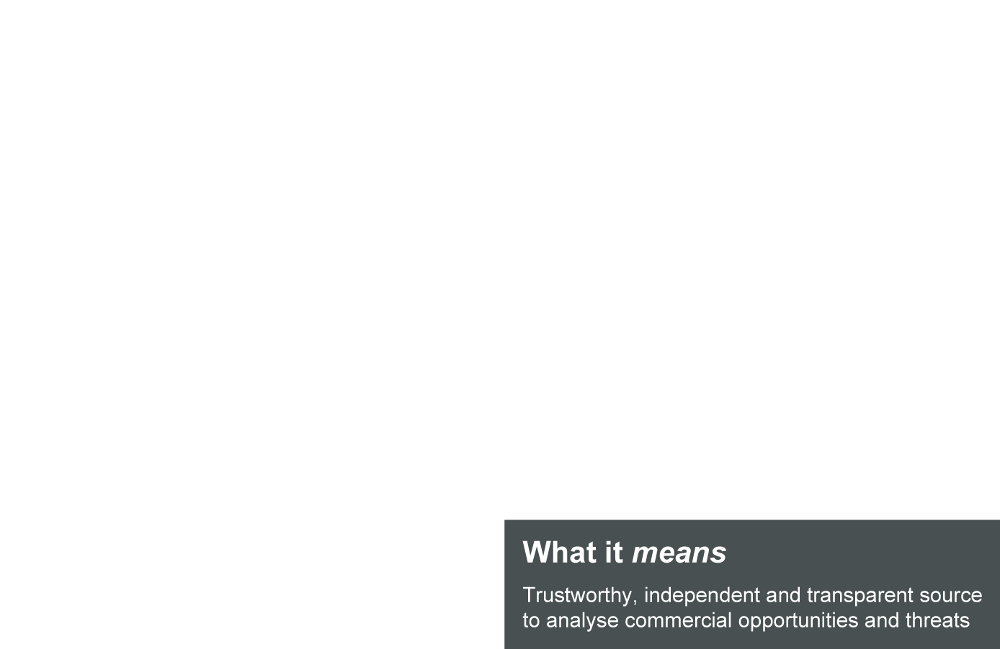 What it means
Trustworthy, independent and transparent source
to analyse commercial opportunities and threats